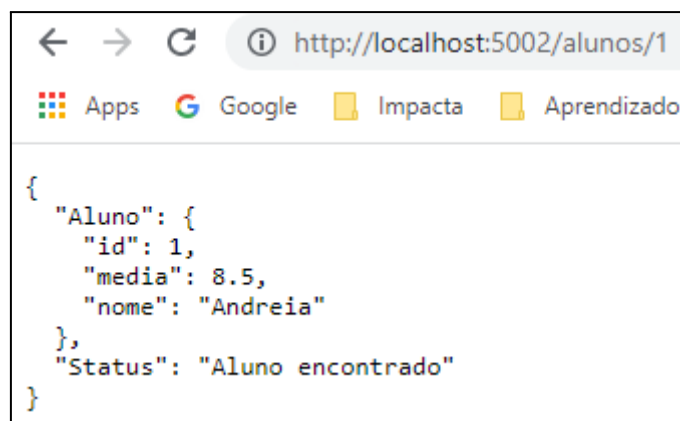 http://localhost:5002/alunos/1
Apps Google Impacta Aprendizado
{
  "Aluno": {
    "id": 1,
    "media": 8.5,
    "nome": "Andreia"
  },
  "Status": "Aluno encontrado"
}